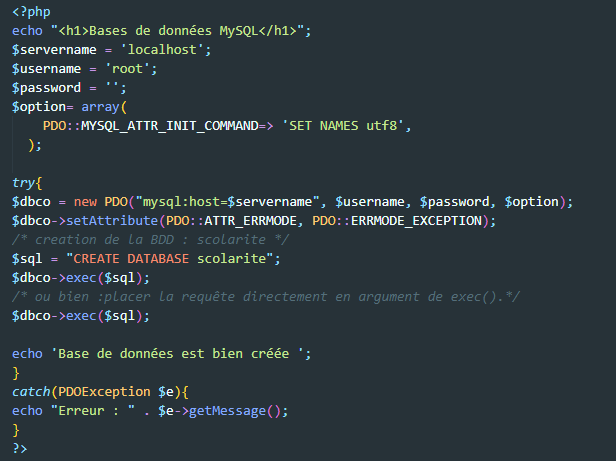 <?php
echo "<h1>Bases de données MySQL</h1>";
$servername = 'localhost';
$username = 'root';
$password = '';
$option= array(
PDO::MYSQL_ATTR_INIT_COMMAND=> 'SET NAMES utf8',
);
try{
$dbco = new PDO("mysql:host=$servername", $username, $password, $option);
$dbco->setAttribute(PDO::ATTR_ERRMODE, PDO::ERRMODE_EXCEPTION);
/* creation de la BDD : scolarite */
$sql = "CREATE DATABASE scolarite";
$dbco->exec($sql);
/* ou bien :placer la requête directement en argument de exec().*/
$dbco->exec($sql);
echo 'Base de données est bien créée ';
}
catch(PDOException $e){
echo "Erreur : " . $e->getMessage();
}
?>